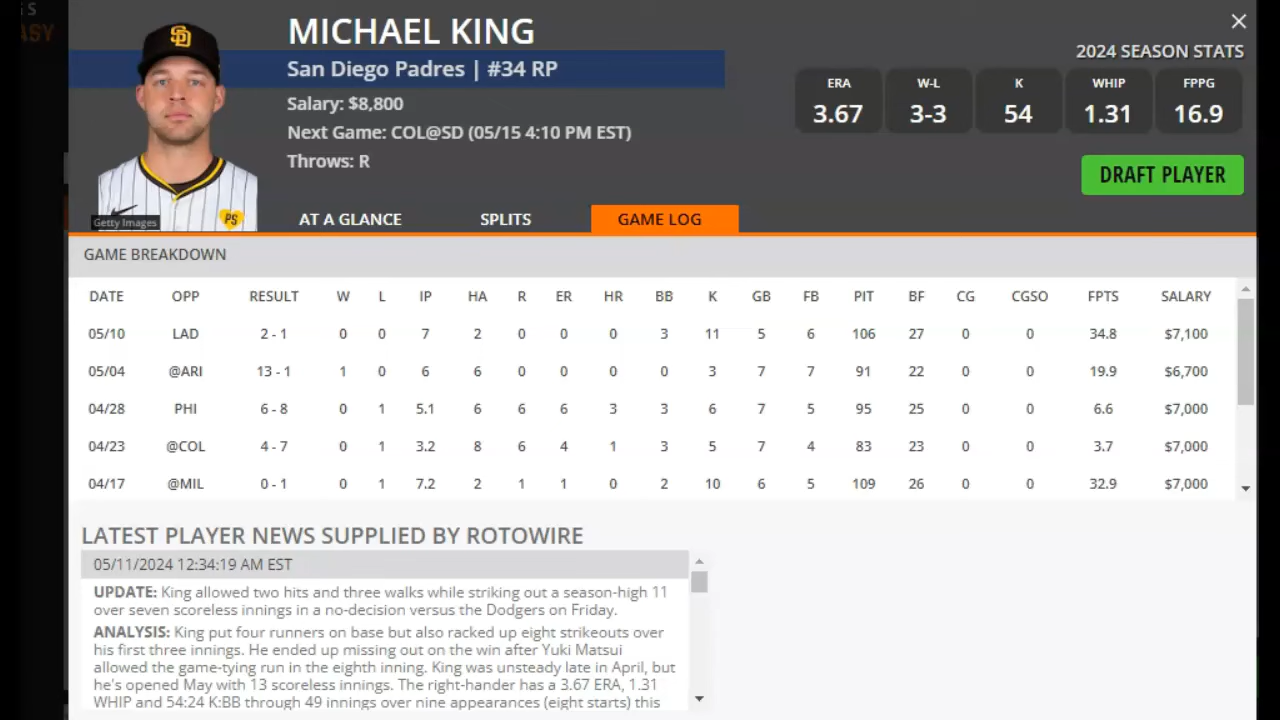 S
ASY
MICHAEL KING
San Diego Padres | #34 RP
Salary: $8,800
Next Game: COL@SD (05/15 4:10 PM EST)
Throws: R
2024 SEASON STATS
ERA W-L K WHIP FPPG
3.67 3-3 54 1.31 16.9
DRAFT PLAYER
SD
PS
Getty Images
AT A GLANCE SPLITS GAME LOG
GAME BREAKDOWN
DATE OPP RESULT W L IP HA R ER HR BB K GB FB PIT BF CG CGSO FPTS SALARY
05/10 LAD 2 - 1 0 0 7 2 0 0 0 3 11 5 6 106 27 0 0 34.8 $7,100
05/04 @ARI 13 - 1 1 0 6 6 0 0 0 0 3 7 7 91 22 0 0 19.9 $6,700
04/28 PHI 6 - 8 0 1 5.1 6 6 6 3 3 6 7 5 95 25 0 0 6.6 $7,000
04/23 @COL 4 - 7 0 1 3.2 8 6 4 1 3 5 7 4 83 23 0 0 3.7 $7,000
04/17 @MIL 0 - 1 0 1 7.2 2 1 1 0 2 10 6 5 109 26 0 0 32.9 $7,000
LATEST PLAYER NEWS SUPPLIED BY ROTOWIRE
05/11/2024 12:34:19 AM EST
UPDATE: King allowed two hits and three walks while striking out a season-high 11
over seven scoreless innings in a no-decision versus the Dodgers on Friday.
ANALYSIS: King put four runners on base but also racked up eight strikeouts over
his first three innings. He ended up missing out on the win after Yuki Matsui
allowed the game-tying run in the eighth inning. King was unsteady late in April, but
he's opened May with 13 scoreless innings. The right-hander has a 3.67 ERA, 1.31
WHIP and 54:24 K:BB through 49 innings over nine appearances (eight starts) this